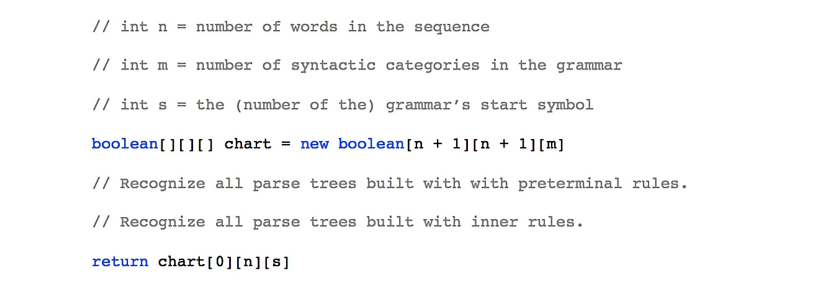 // int n = number of words in the sequence
// int m = number of syntactic categories in the grammar
// int s = the (number of the) grammar’s start symbol
boolean[][][] chart = new boolean[n + 1][n + 1][m]
// Recognize all parse trees built with with preterminal rules.
// Recognize all parse trees built with inner rules.
return chart[0][n][s]